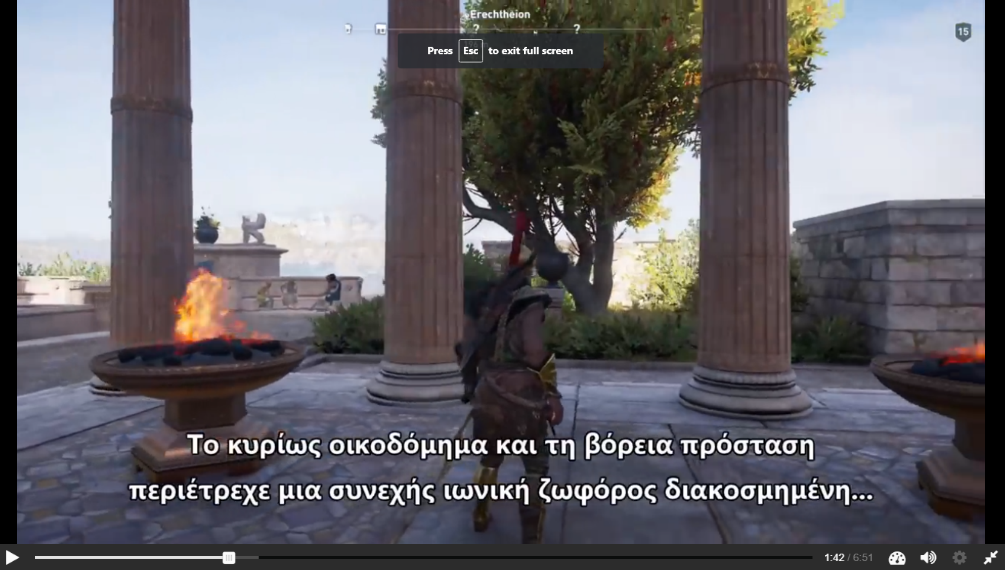 Erechtheion
? ? ?
15
Press Esc to exit full screen
Το κυρίως οικοδόμημα και τη βόρεια πρόσταση
περιέτρεχε μια συνεχής ιωνική ζωφόρος διακοσμημένη...
1:42 / 6:51